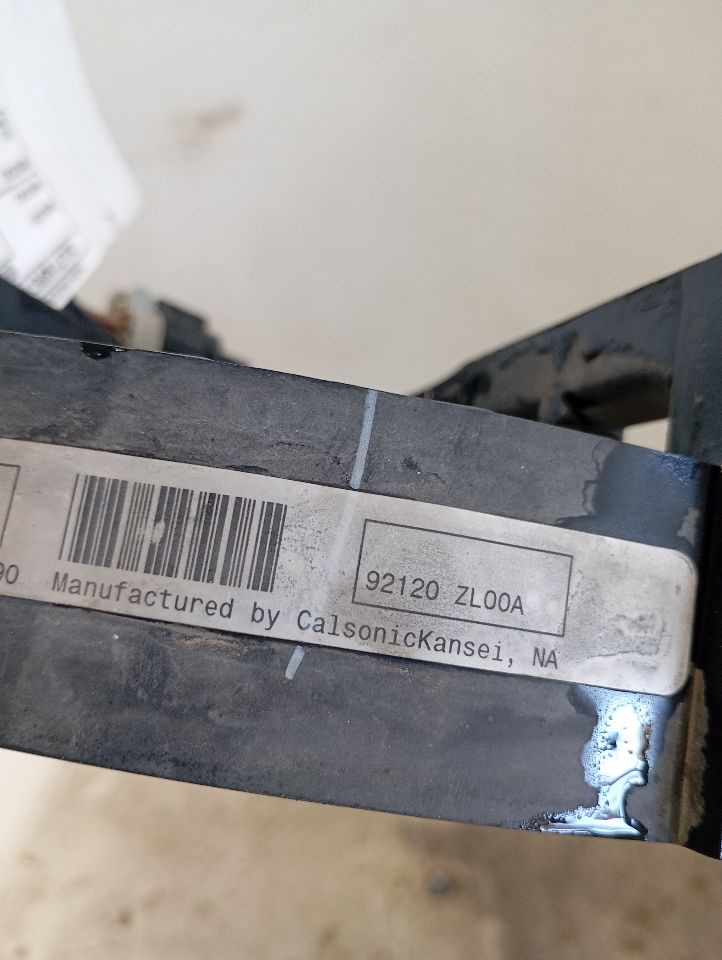 92120 ZL00A
90
Manufactured by CalsonicKansei, NA